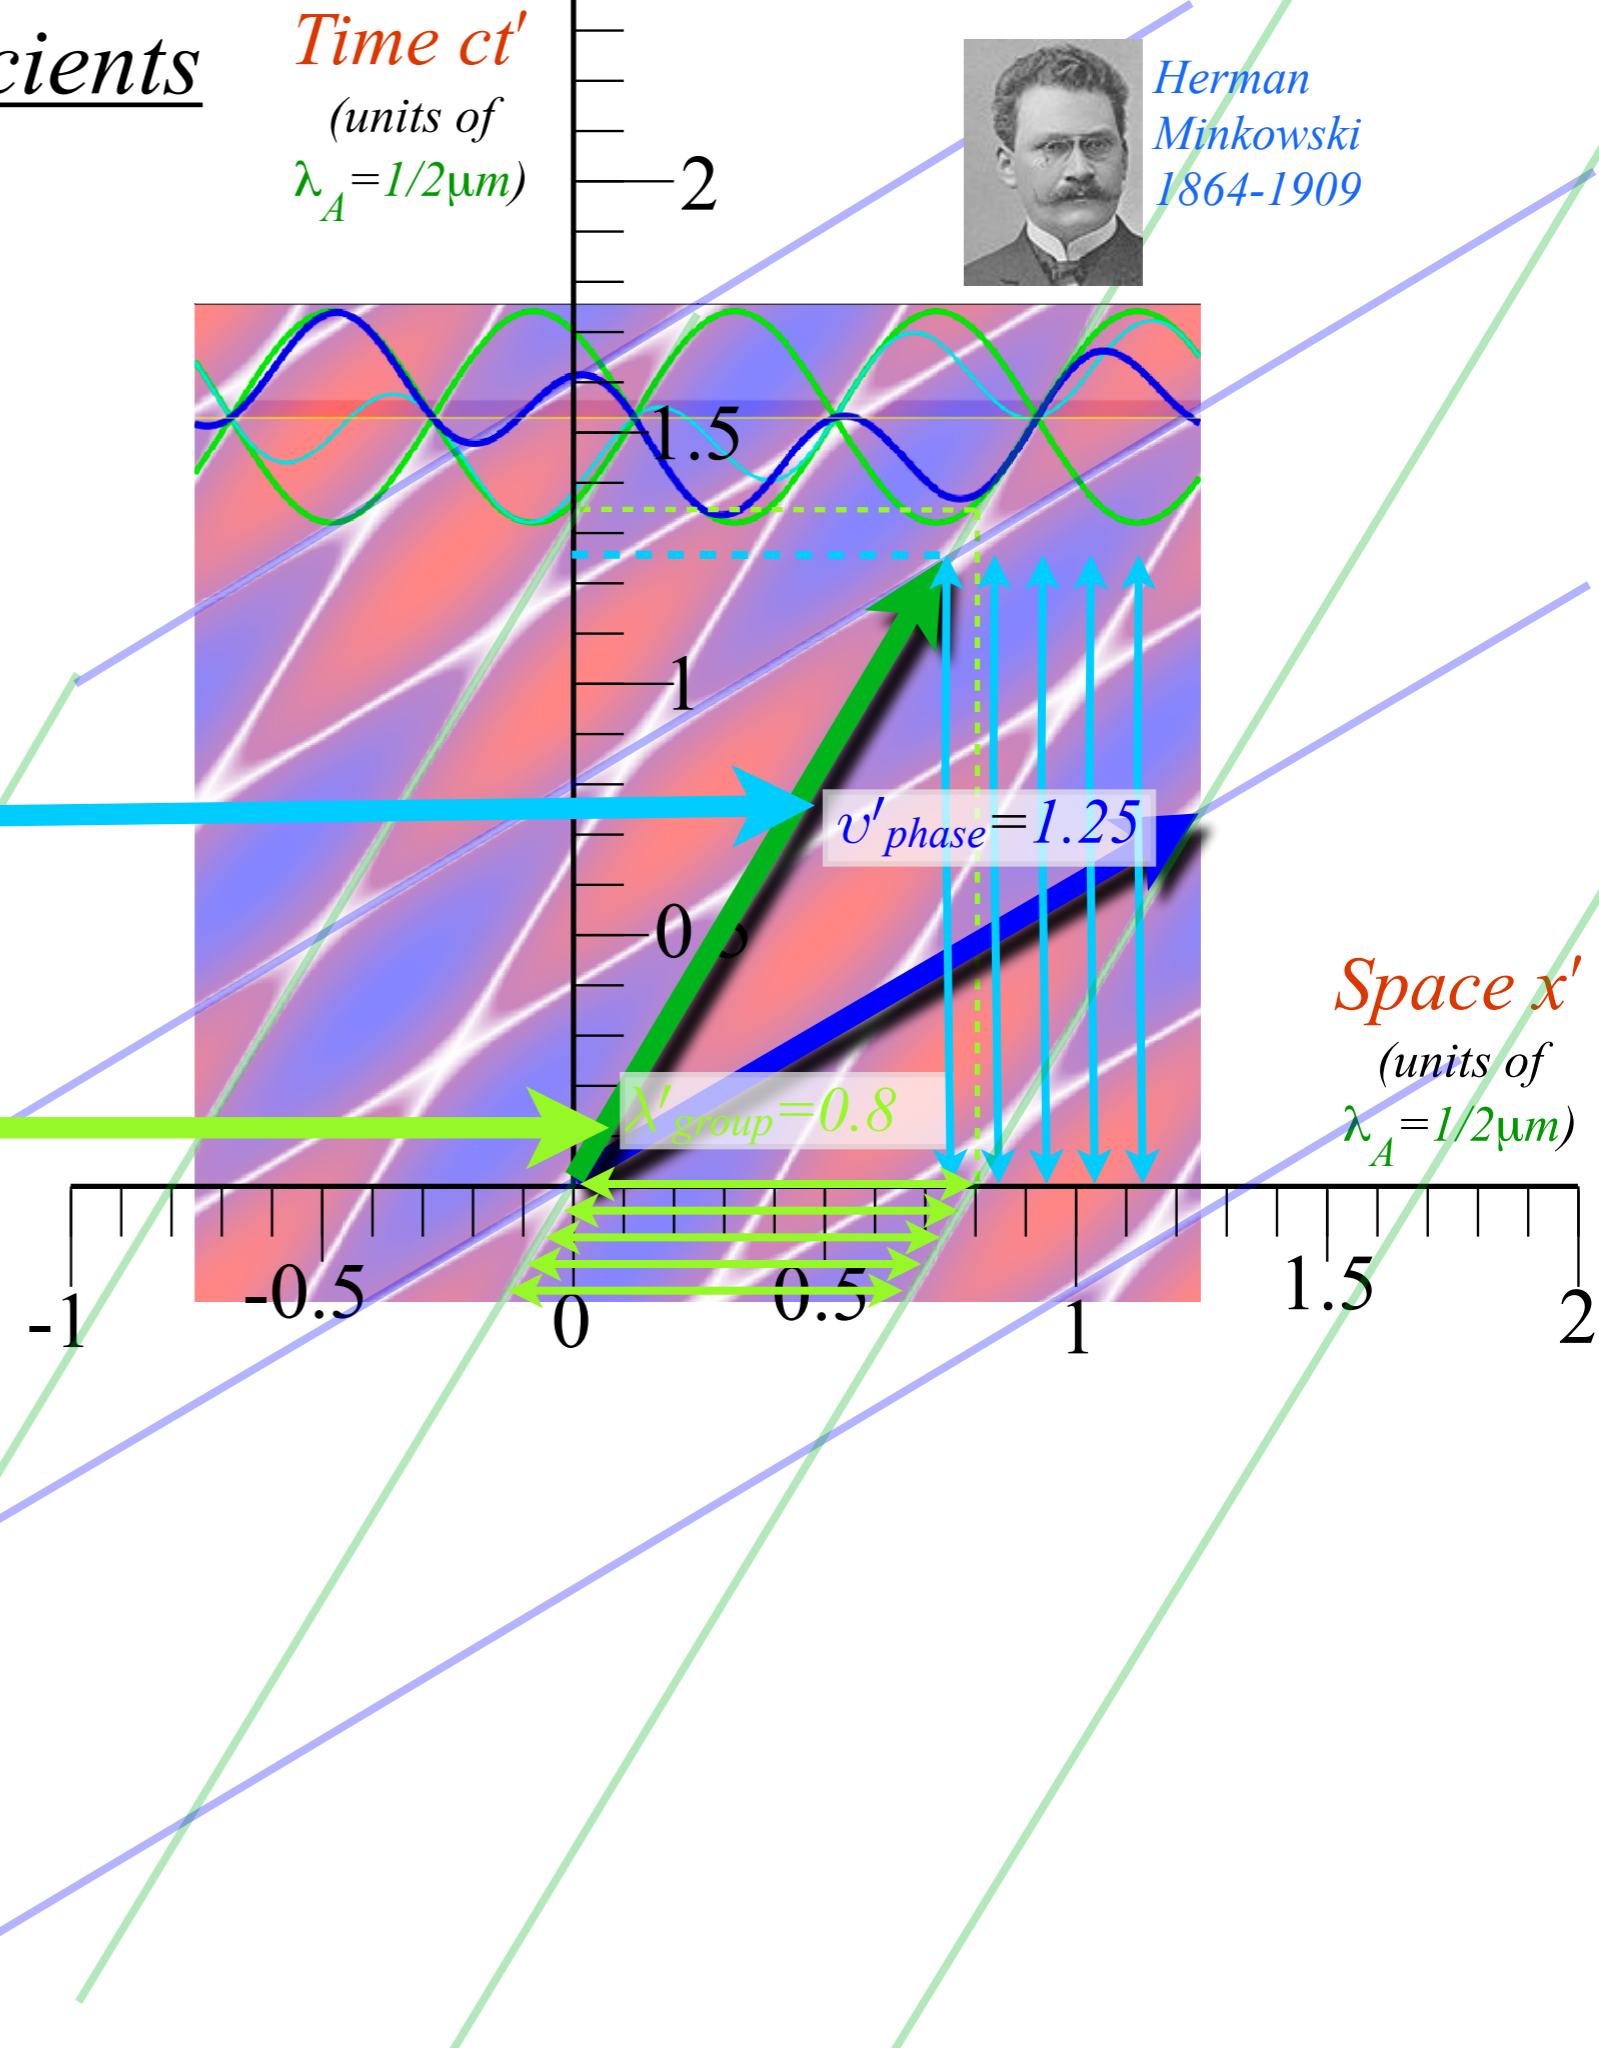 cients
Time ct′
(units of
λA=1/2μm)
Herman
Minkowski
1864-1909
2
1.5
1
υ′phase=1.25
0 5
Space x′
(units of
λA=1/2μm)
λ′group=0.8
-1
-0.5
0
0.5
1
1.5
2